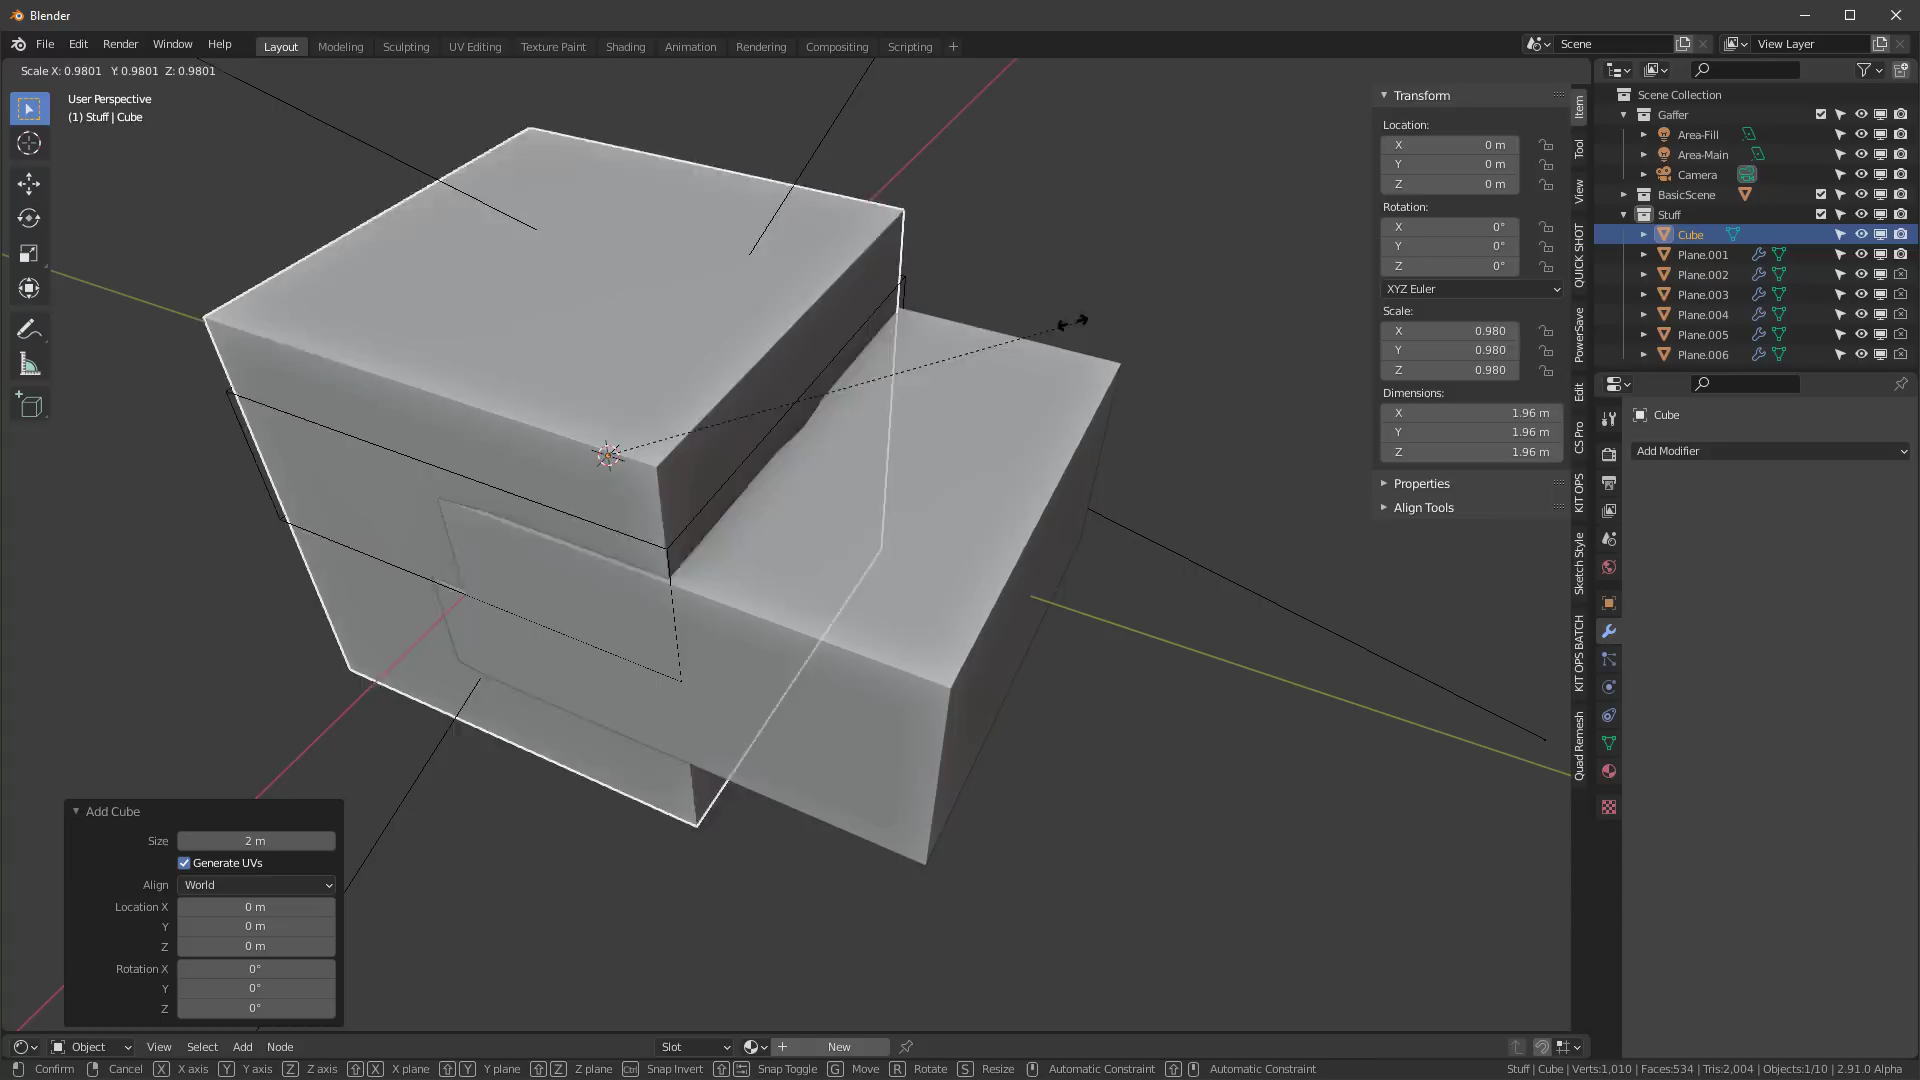 Blender
File Edit Render Window Help
Layout Modeling Sculpting UV Editing Texture Paint Shading Animation Rendering Compositing Scripting +
Scene
View Layer
Scale X: 0.9801 Y: 0.9801 Z: 0.9801
User Perspective
(1) Stuff | Cube
Transform
Location:
X 0 m
Y 0 m
Z 0 m
Rotation:
X 0°
Y 0°
Z 0°
XYZ Euler
Scale:
X 0.980
Y 0.980
Z 0.980
Dimensions:
X 1.96 m
Y 1.96 m
Z 1.96 m
Properties
Align Tools
Item
Tool
View
QUICK SHOT
PowerSave
Edit
CS Pro
KIT OPS
Sketch Style
KIT OPS BATCH
Quad Remesh
Scene Collection
Gaffer
Area-Fill
Area-Main
Camera
BasicScene
Stuff
Cube
Plane.001
Plane.002
Plane.003
Plane.004
Plane.005
Plane.006
Cube
Add Modifier
Add Cube
Size 2 m
Generate UVs
Align World
Location X 0 m
Y 0 m
Z 0 m
Rotation X 0°
Y 0°
Z 0°
Object View Select Add Node
Slot
New
Confirm Cancel X X axis Y Y axis Z Z axis X X plane Y Y plane Z Z plane Ctrl Snap Invert Snap Toggle G Move R Rotate S Resize Automatic Constraint Automatic Constraint
Stuff | Cube | Verts:1,010 | Faces:534 | Tris:2,004 | Objects:1/10 | 2.91.0 Alpha